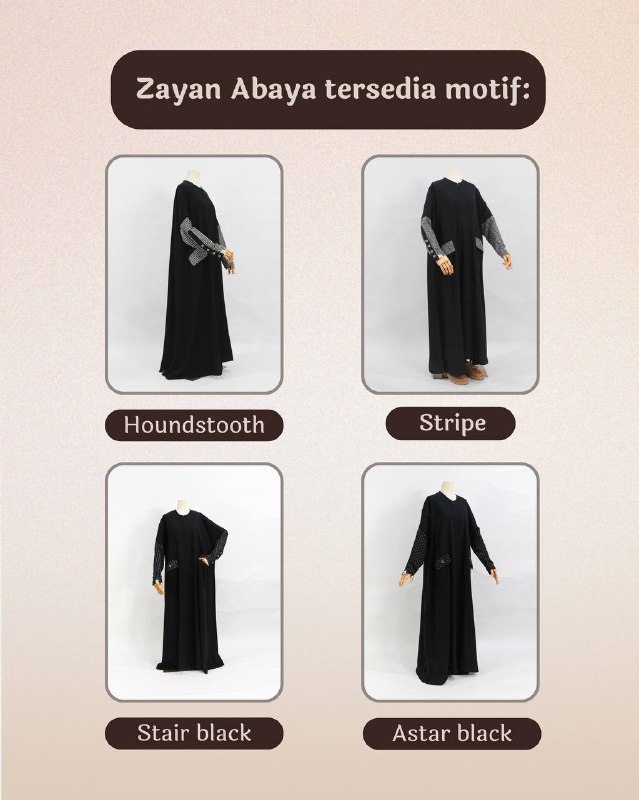 Zayan Abaya tersedia motif:
Houndstooth
Stripe
Stair black
Astar black